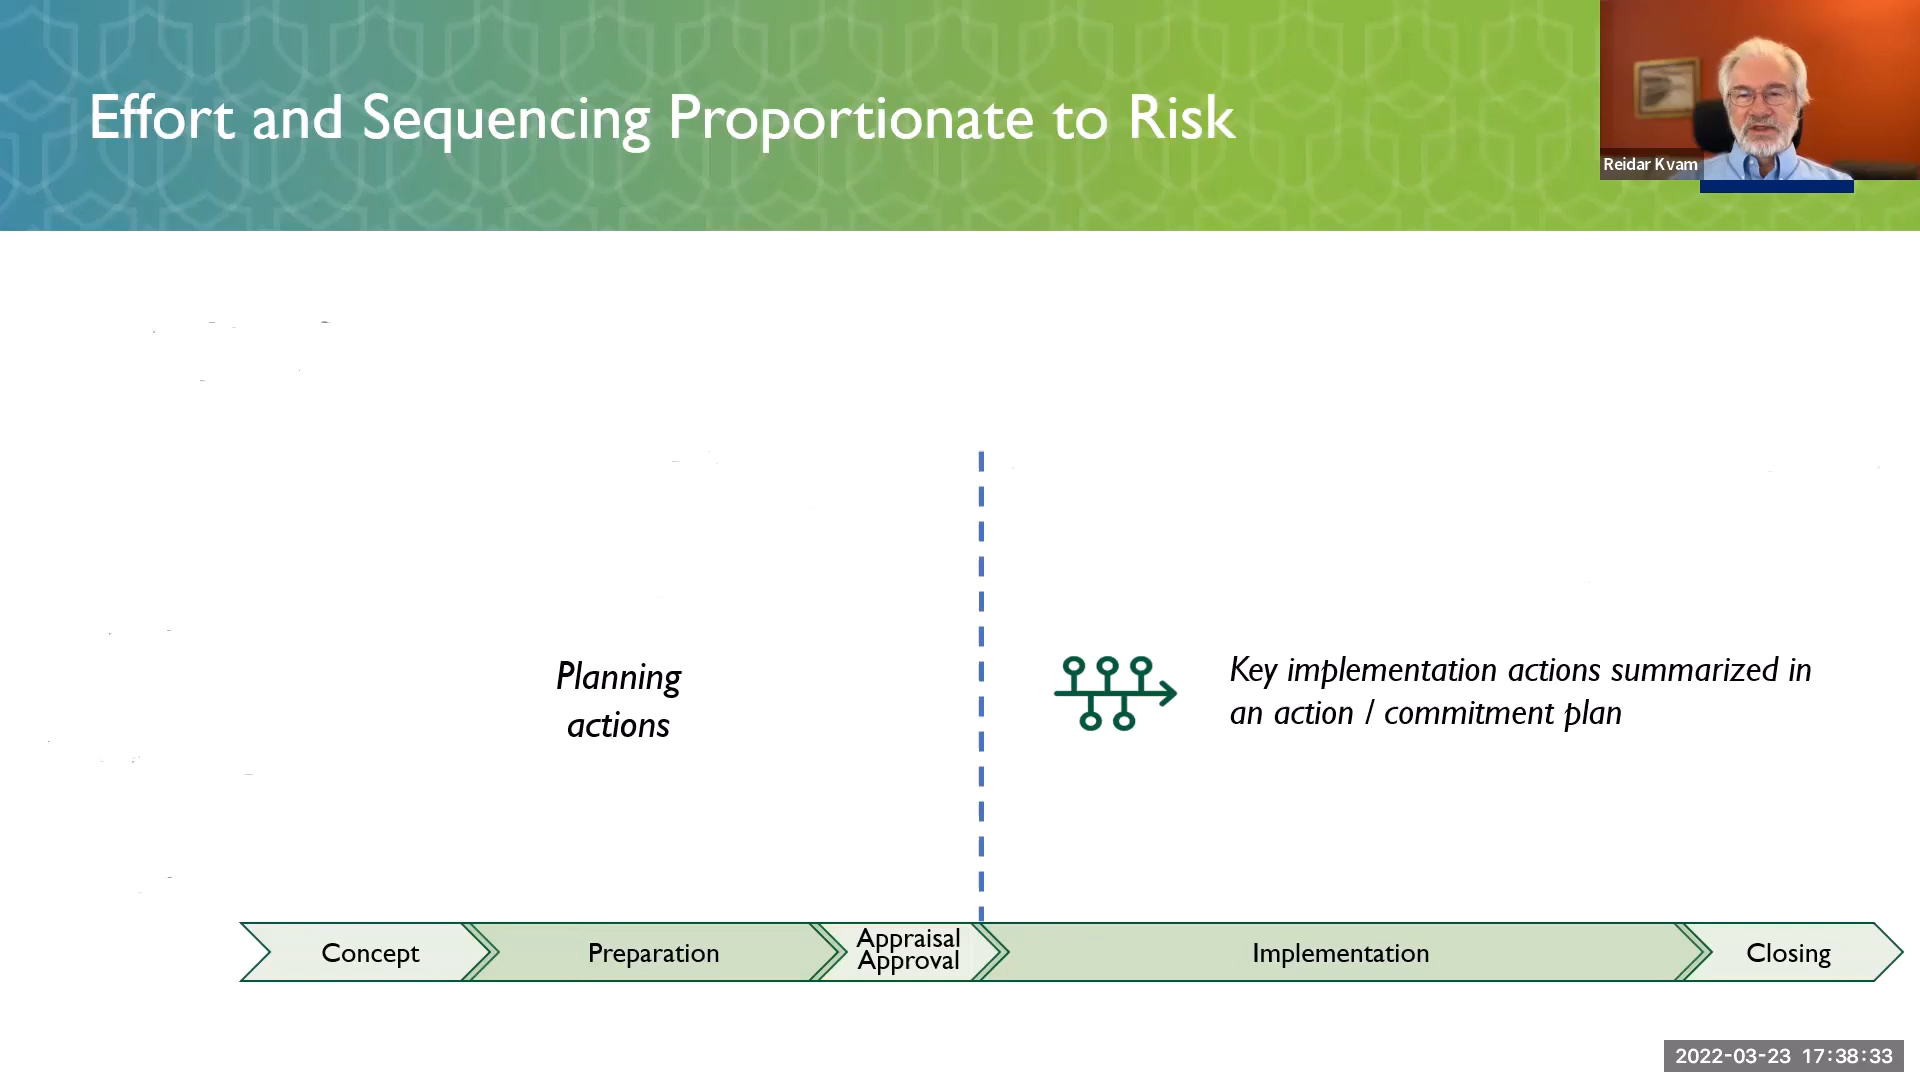 Effort and Sequencing Proportionate to Risk
Reidar Kvam
Planning
actions
Key implementation actions summarized in
an action / commitment plan
Concept
Preparation
Appraisal
Approval
Implementation
Closing
2022-03-23 17:38:33